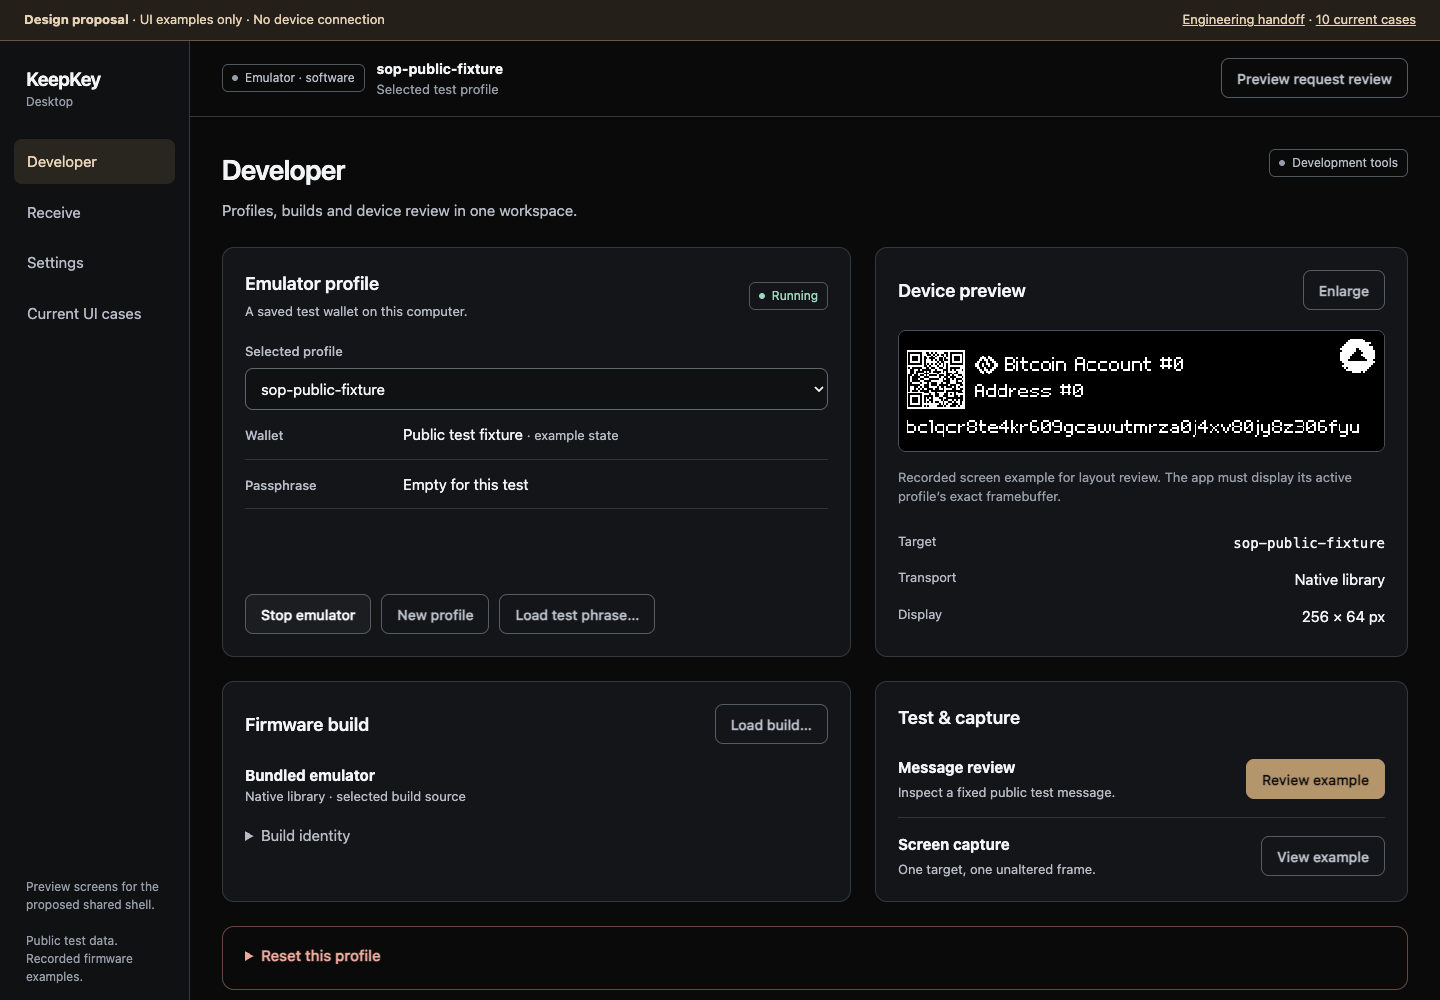 Design proposal · UI examples only · No device connection
Engineering handoff · 10 current cases
KeepKey
Desktop
Developer
Receive
Settings
Current UI cases
Preview screens for the
proposed shared shell.
Public test data.
Recorded firmware
examples.
Emulator · software
sop-public-fixture
Selected test profile
Preview request review
Developer
Development tools
Profiles, builds and device review in one workspace.
Emulator profile
A saved test wallet on this computer.
Running
Selected profile
sop-public-fixture
Wallet
Public test fixture · example state
Passphrase
Empty for this test
Stop emulator
New profile
Load test phrase...
Device preview
Enlarge
Bitcoin Account #0
Address #0
bc1qcr8te4kr609gcawutmrza0j4xv80jy8z306fyu
Recorded screen example for layout review. The app must display its active
profile's exact framebuffer.
Target
sop-public-fixture
Transport
Native library
Display
256 × 64 px
Firmware build
Load build...
Bundled emulator
Native library · selected build source
Build identity
Test & capture
Message review
Inspect a fixed public test message.
Review example
Screen capture
One target, one unaltered frame.
View example
Reset this profile